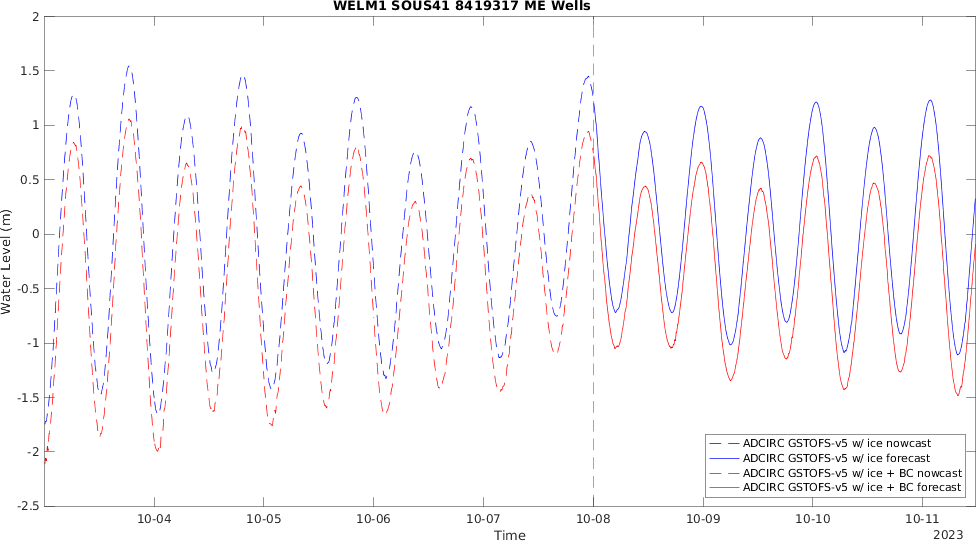 WELM1 SOUS41 8419317 ME Wells
2
1.5
1
0.5
0
-0.5
-1
-1.5
-2
-2.5
Water Level (m)
ADCIRC GSTOFS-v5 w/ ice nowcast
ADCIRC GSTOFS-v5 w/ ice forecast
ADCIRC GSTOFS-v5 w/ ice + BC nowcast
ADCIRC GSTOFS-v5 w/ ice + BC forecast
10-04 10-05 10-06 10-07 10-08 10-09 10-10 10-11
Time
2023